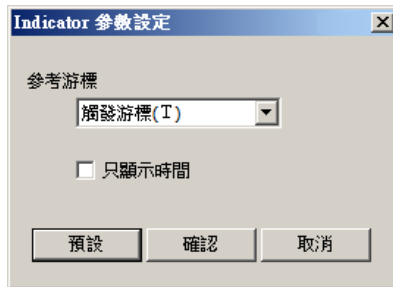 Indicator 參數設定
參考游標
觸發游標(T)
只顯示時間
預設 確認 取消